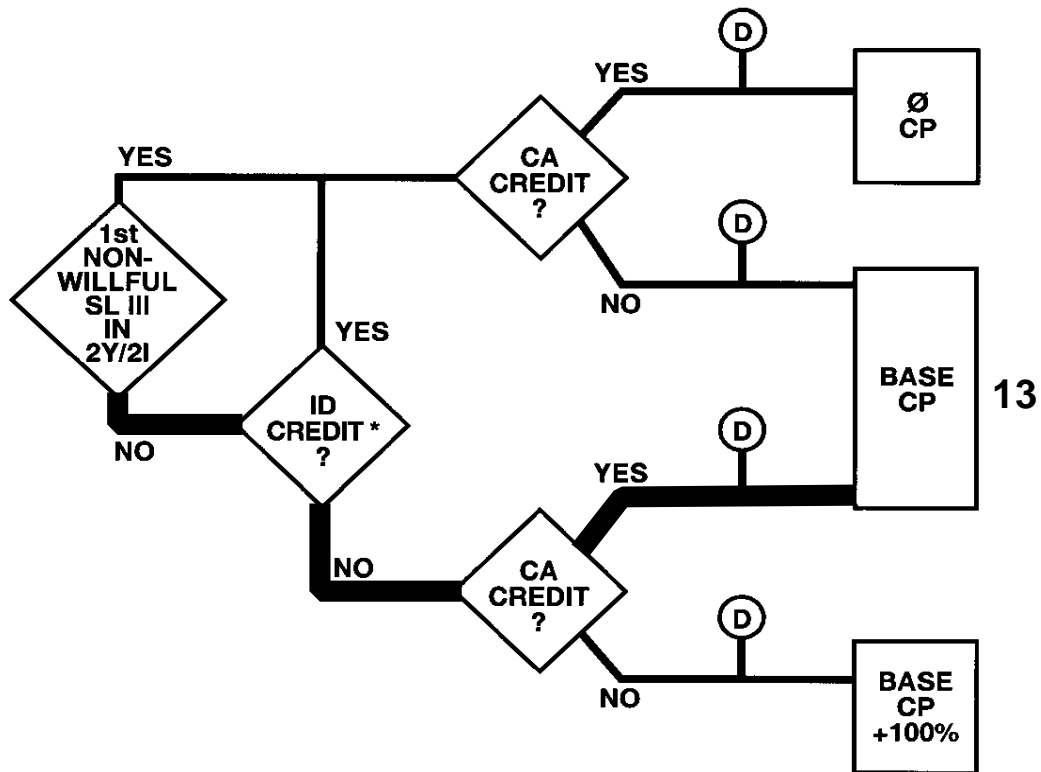 D
YES
Ø
CP
CA
CREDIT
?
YES
D
1st
NON-
WILLFUL
SL III
IN
2Y/2I
NO
YES
ID
CREDIT *
?
NO
BASE
CP
13
D
YES
NO
CA
CREDIT
?
D
NO
BASE
CP
+100%